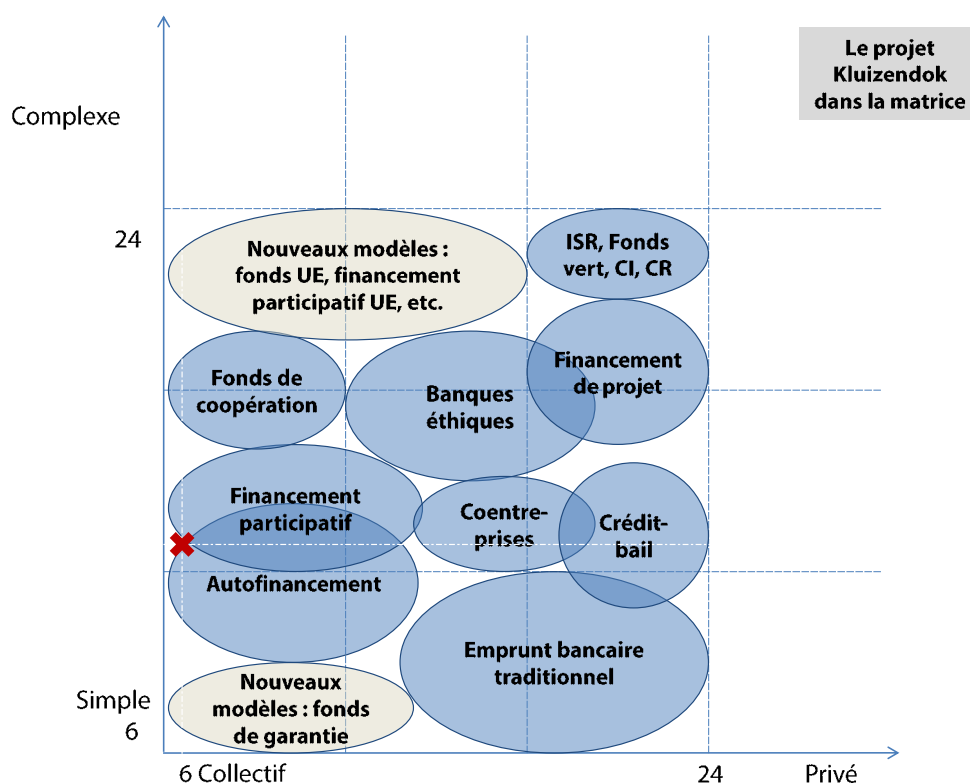 Le projet
Kluizendok
dans la matrice
Complexe
24
Nouveaux modèles :
fonds UE, financement
participatif UE, etc.
ISR, Fonds
vert, CI, CR
Fonds de
coopération
Banques
éthiques
Financement
de projet
Financement
participatif
Coentre-
prises
Crédit-
bail
Autofinancement
Emprunt bancaire
traditionnel
Simple
6
Nouveaux
modèles : fonds
de garantie
6 Collectif
24
Privé